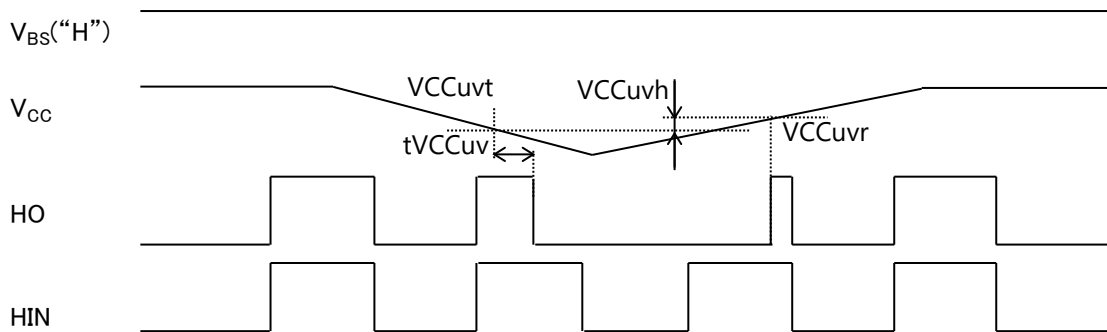 VBS("H")
VCC
VCCuvt
VCCuvh
VCCuvr
tVCCuv
HO
HIN